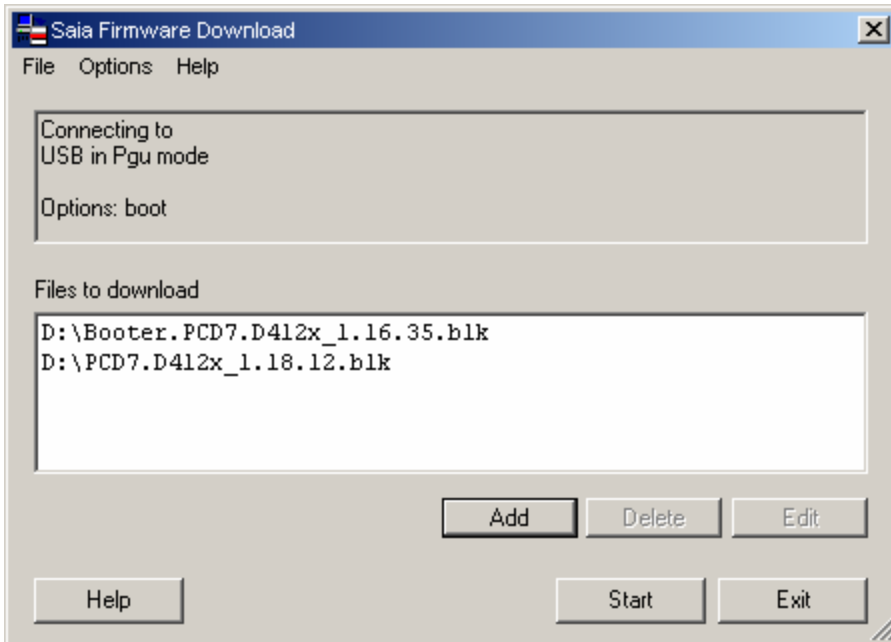 Saia Firmware Download
File Options Help
Connecting to
USB in Pgu mode
Options: boot
Files to download
D:\Booter.PCD7.D412x_1.16.35.blk
D:\PCD7.D412x_1.18.12.blk
Add Delete Edit
Help Start Exit